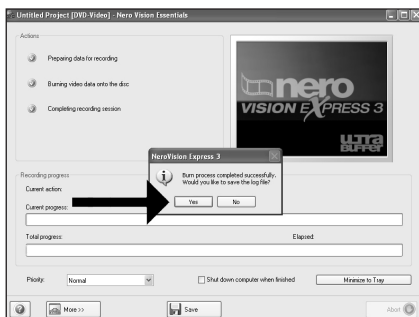 Untitled Project [DVD-Video] - Nero Vision Essentials
Actions
Preparing data for recording
Burning video data onto the disc
Completing recording session
nero
VISION EXPRESS 3
ULTRA
BUFFER
NeroVision Express 3
Burn process completed successfully.
Would you like to save the log file?
Yes No
Recording progress
Current action:
Current progress:
Total progress: Elapsed:
Priority: Normal Shut down computer when finished Minimize to Tray
More >> Save Abort